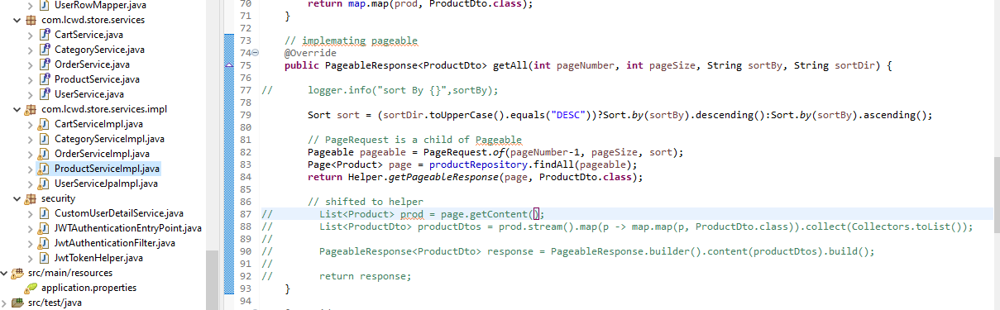 UserRowMapper.java
com.lcwd.store.services
CartService.java
CategoryService.java
OrderService.java
ProductService.java
UserService.java
com.lcwd.store.services.impl
CartServiceImpl.java
CategoryServiceImpl.java
OrderServiceImpl.java
ProductServiceImpl.java
UserServiceJpaImpl.java
security
CustomUserDetailService.java
JWTAuthenticationEntryPoint.java
JwtAuthenticationFilter.java
JwtTokenHelper.java
src/main/resources
application.properties
src/test/java
70 return map.map(prod, ProductDto.class);
71 }
72
73 // implemating pageable
74 @Override
75 public PageableResponse<ProductDto> getAll(int pageNumber, int pageSize, String sortBy, String sortDir) {
76
77 // logger.info("sort By {}",sortBy);
78
79 Sort sort = (sortDir.toUpperCase().equals("DESC"))?Sort.by(sortBy).descending():Sort.by(sortBy).ascending();
80
81 // PageRequest is a child of Pageable
82 Pageable pageable = PageRequest.of(pageNumber-1, pageSize, sort);
83 Page<Product> page = productRepository.findAll(pageable);
84 return Helper.getPageableResponse(page, ProductDto.class);
85
86 // shifted to helper
87 // List<Product> prod = page.getContent();
88 // List<ProductDto> productDtos = prod.stream().map(p -> map.map(p, ProductDto.class)).collect(Collectors.toList());
89 //
90 // PageableResponse<ProductDto> response = PageableResponse.builder().content(productDtos).build();
91 //
92 // return response;
93 }
94